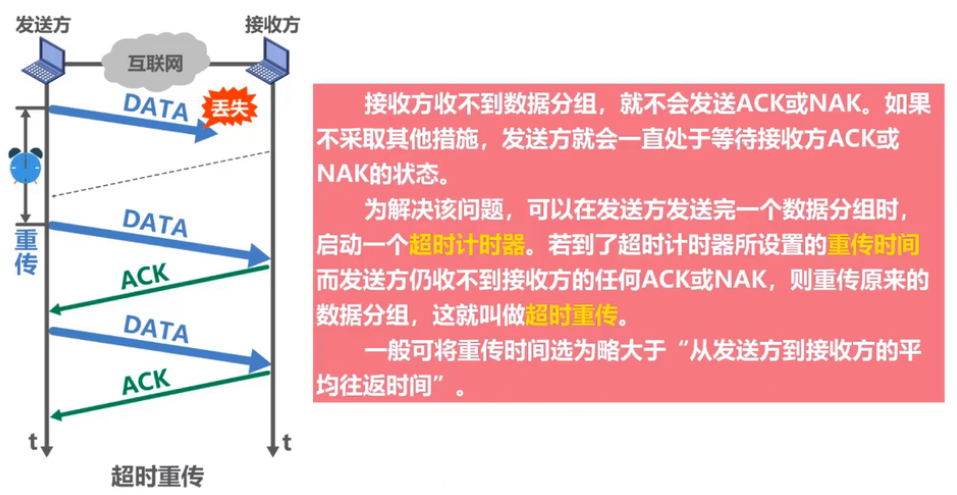 发送方
接收方
互联网
DATA
丢失
DATA
重传
ACK
DATA
ACK
t
t
超时重传
接收方收不到数据分组，就不会发送ACK或NAK。如果
不采取其他措施，发送方就会一直处于等待接收方ACK或
NAK的状态。
为解决该问题，可以在发送方发送完一个数据分组时，
启动一个超时计时器。若到了超时计时器所设置的重传时间
而发送方仍收不到接收方的任何ACK或NAK，则重传原来的
数据分组，这就叫做超时重传。
一般可将重传时间选为略大于“从发送方到接收方的平
均往返时间”。